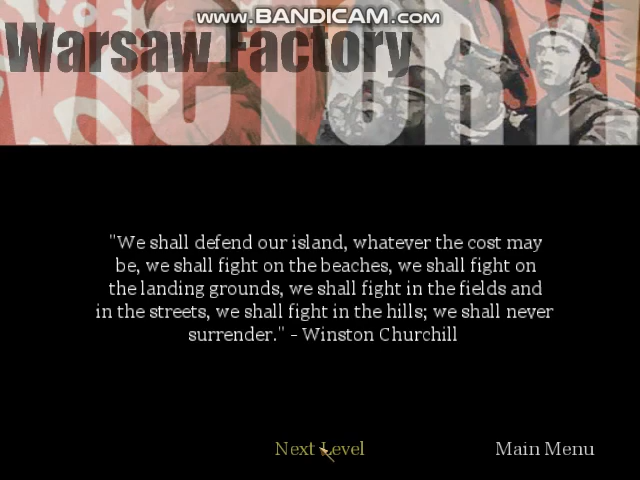 www.BANDICAM.com
VICTORY!
Warsaw Factory
"We shall defend our island, whatever the cost may
be, we shall fight on the beaches, we shall fight on
the landing grounds, we shall fight in the fields and
in the streets, we shall fight in the hills; we shall never
surrender." - Winston Churchill
Next Level
Main Menu